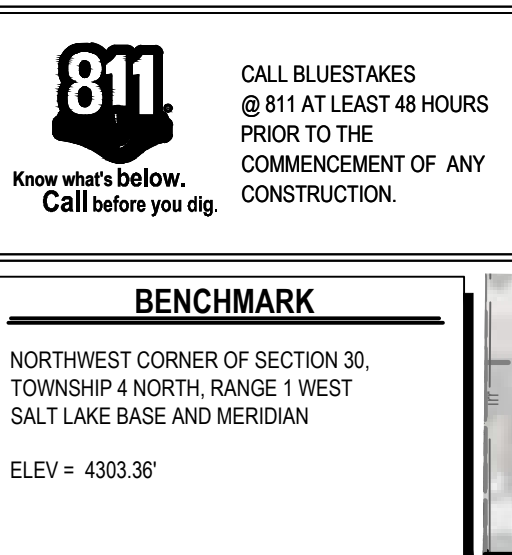 811
Know what's below.
Call before you dig.
CALL BLUESTAKES
@ 811 AT LEAST 48 HOURS
PRIOR TO THE
COMMENCEMENT OF ANY
CONSTRUCTION.
BENCHMARK
NORTHWEST CORNER OF SECTION 30,
TOWNSHIP 4 NORTH, RANGE 1 WEST
SALT LAKE BASE AND MERIDIAN
ELEV = 4303.36'